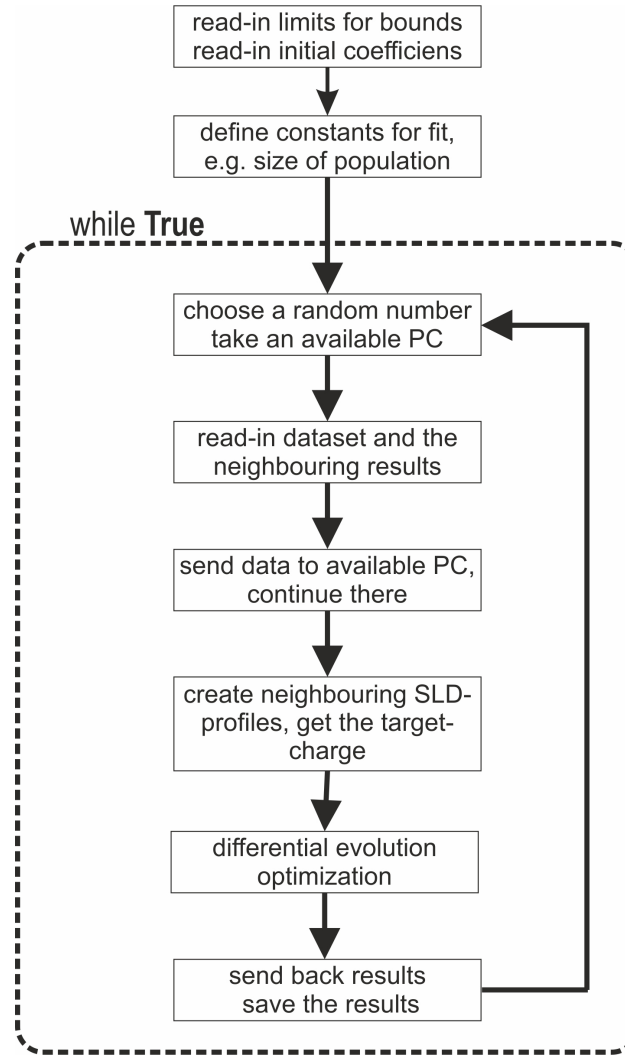 read-in limits for bounds
read-in initial coefficiens
define constants for fit,
e.g. size of population
while True
choose a random number
take an available PC
read-in dataset and the
neighbouring results
send data to available PC,
continue there
create neighbouring SLD-
profiles, get the target-
charge
differential evolution
optimization
send back results
save the results